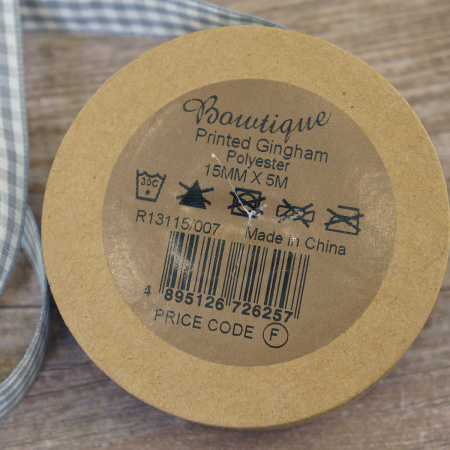 Bowtique
Printed Gingham
Polyester
15MM X 5M
30C
R13115/007 Made in China
4 895126 726257
PRICE CODE F